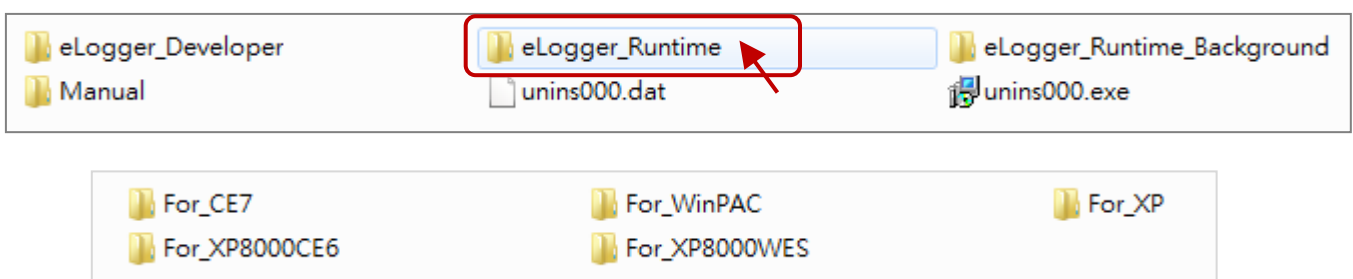 eLogger_Developer eLogger_Runtime eLogger_Runtime_Background
Manual unins000.dat unins000.exe
For_CE7 For_WinPAC For_XP
For_XP8000CE6 For_XP8000WES